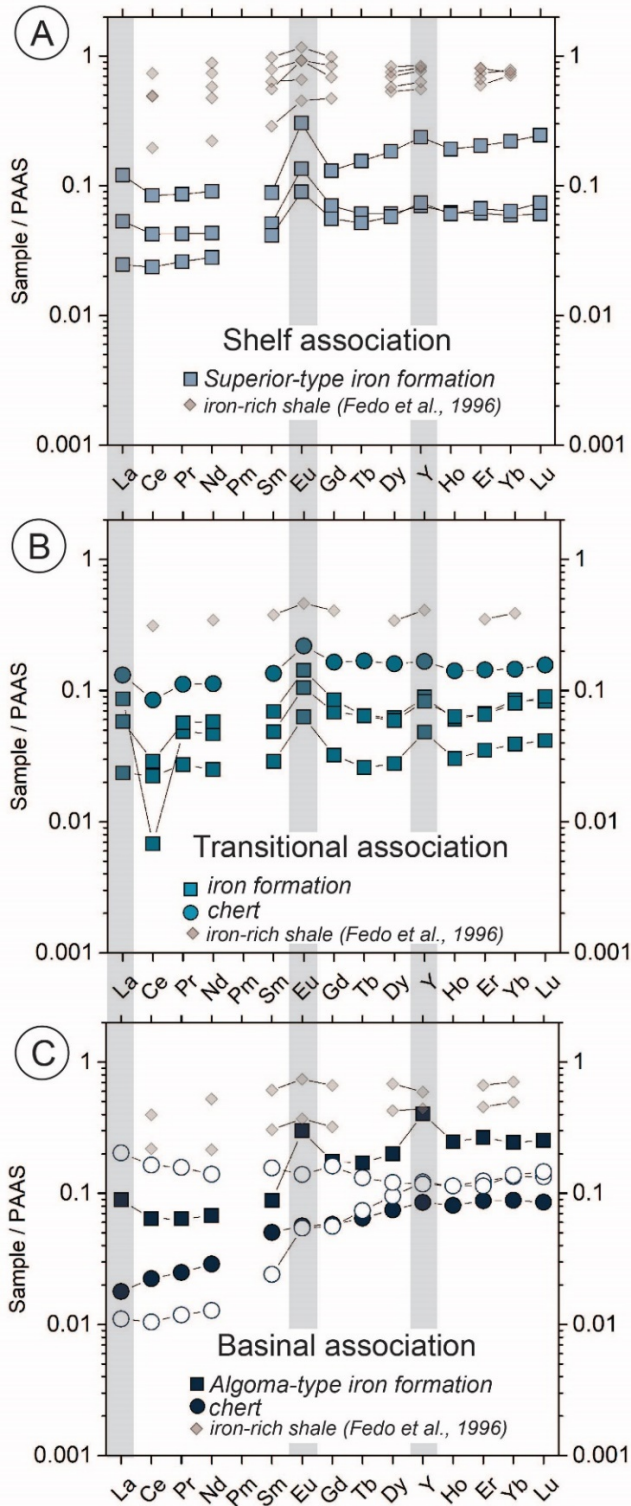 A
1
1
0.1
0.1
0.01
0.01
0.001
0.001
Sample / PAAS
Shelf association
Superior-type iron formation
iron-rich shale (Fedo et al., 1996)
La Ce Pr Nd Pm Sm Eu Gd Tb Dy Y Ho Er Yb Lu
B
1
1
0.1
0.1
0.01
0.01
0.001
0.001
Sample / PAAS
Transitional association
iron formation
chert
iron-rich shale (Fedo et al., 1996)
La Ce Pr Nd Pm Sm Eu Gd Tb Dy Y Ho Er Yb Lu
C
1
1
0.1
0.1
0.01
0.01
0.001
0.001
Sample / PAAS
Basinal association
Algoma-type iron formation
chert
iron-rich shale (Fedo et al., 1996)
La Ce Pr Nd Pm Sm Eu Gd Tb Dy Y Ho Er Yb Lu